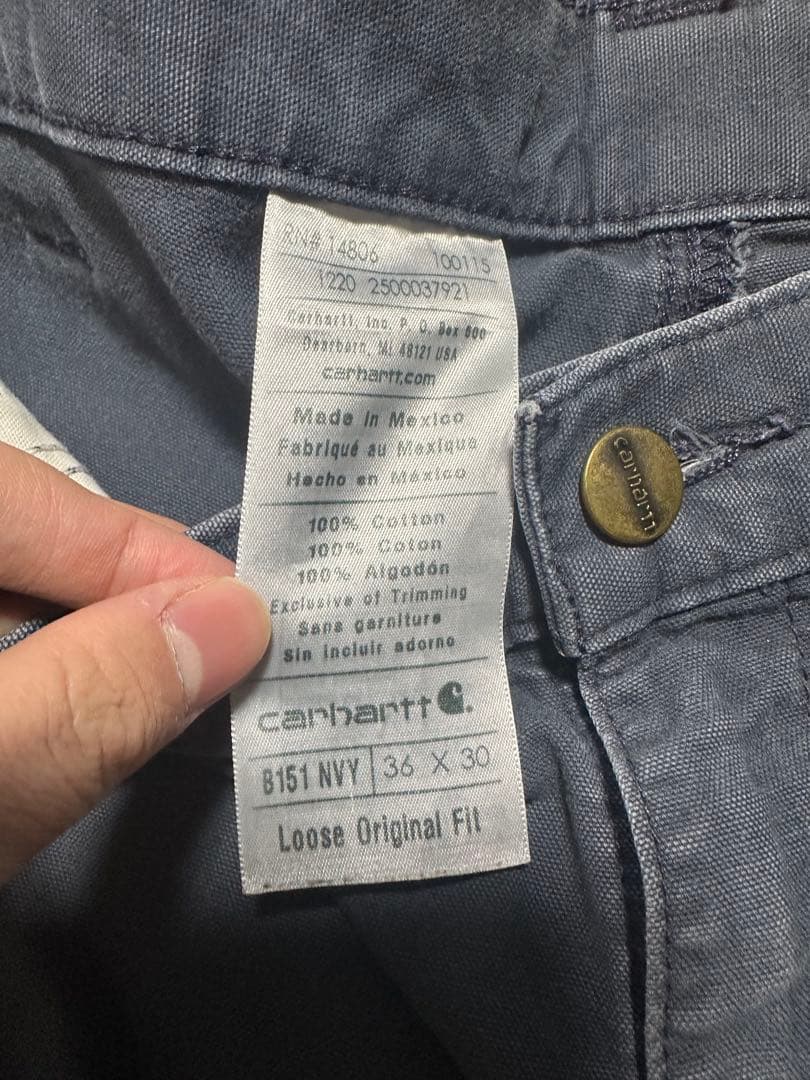 RN# 14806 100115
1220 2500037921
Carhartt, Inc. P. O. Box 600
Dearborn, MI 48121 USA
carhartt.com
Made in Mexico
Fabriqué au Mexique
Hecho en México
100% Cotton
100% Coton
100% Algodón
Exclusive of Trimming
Sans garniture
Sin incluir adorno
carhartt
B151 NVY 36 X 30
Loose Original Fit
carhartt